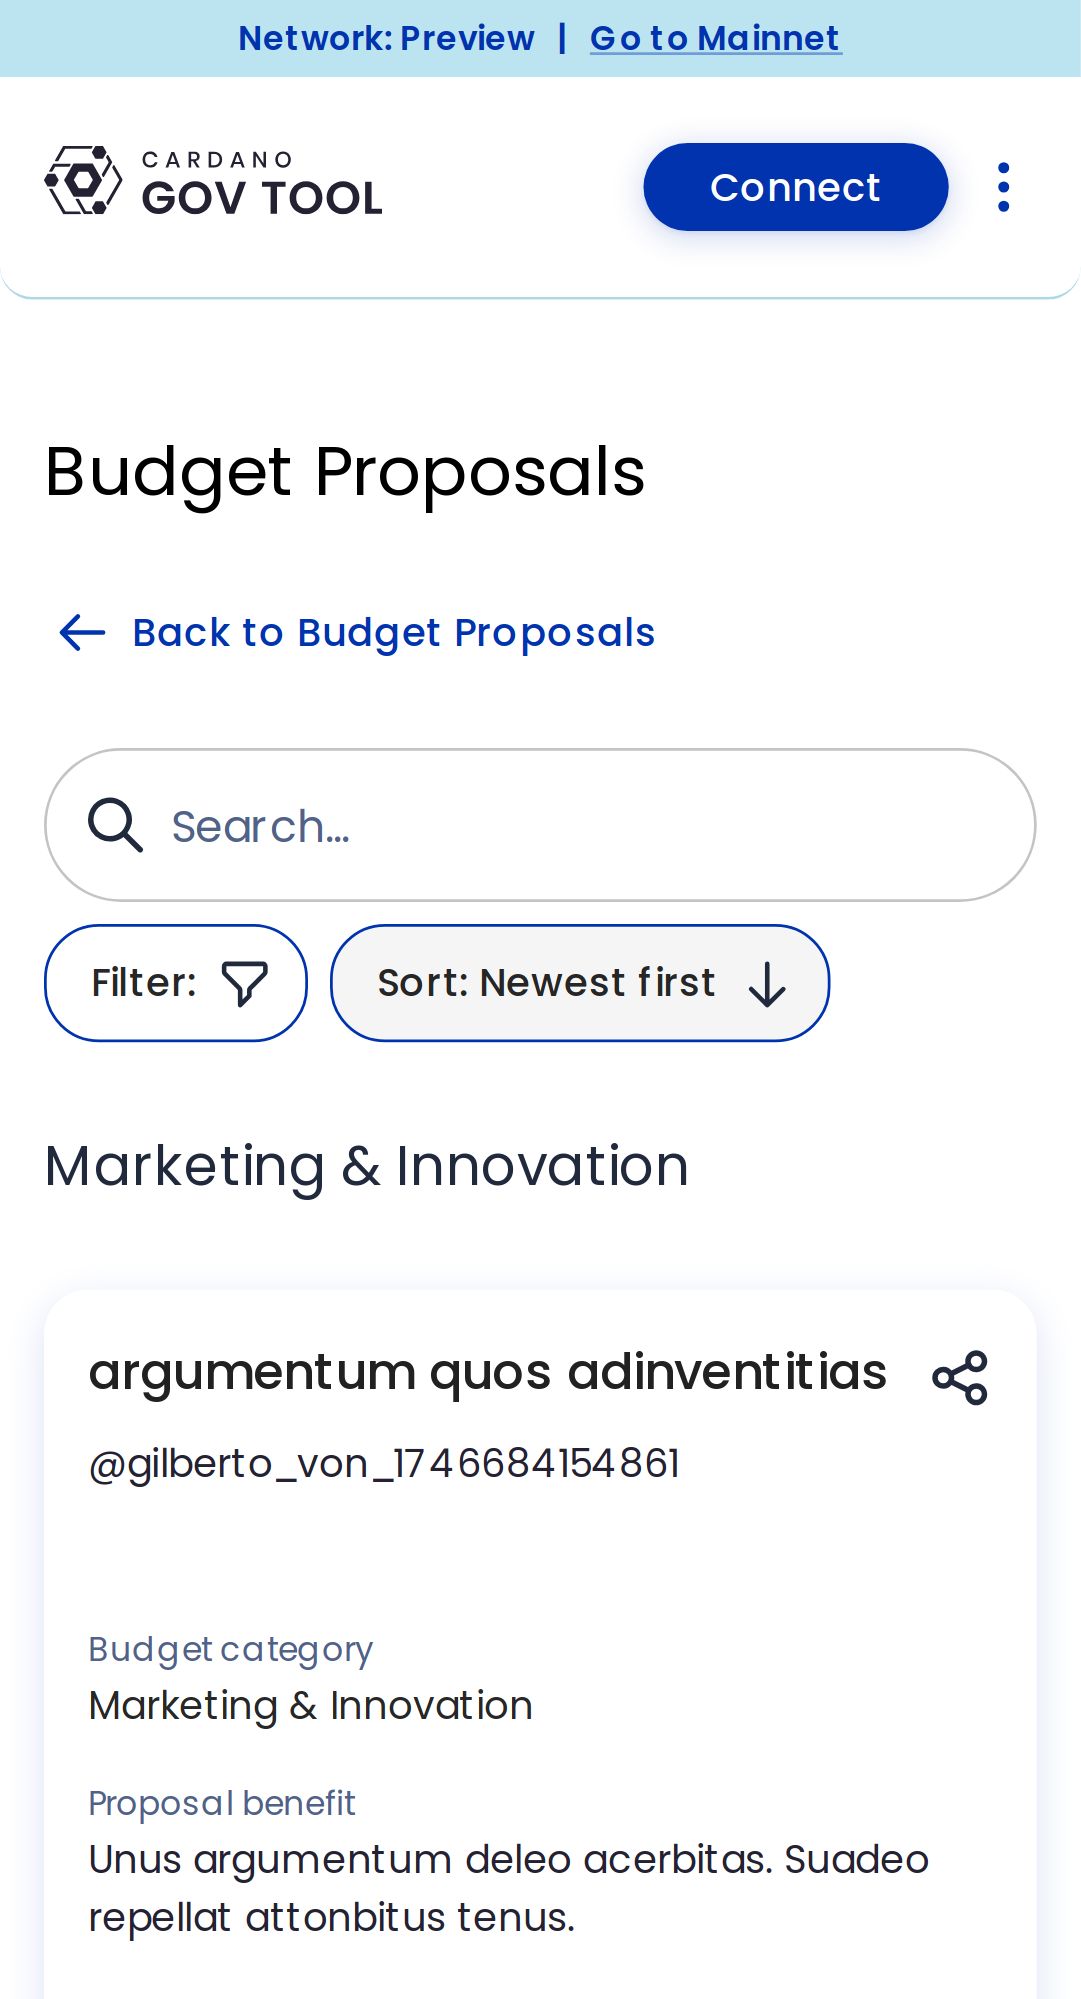 Network: Preview | Go to Mainnet
CARDANO
GOV TOOL
Connect
Budget Proposals
Back to Budget Proposals
Search...
Filter:
Sort: Newest first
Marketing & Innovation
argumentum quos adinventitias
@gilberto_von_1746684154861
Budget category
Marketing & Innovation
Proposal benefit
Unus argumentum deleo acerbitas. Suadeo
repellat attonbitus tenus.